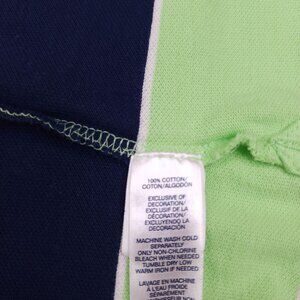 100% COTTON/
COTON/ALGODÓN
EXCLUSIVE OF
DECORATION/
EXCLUSIF DE LA
DÉCORATION/
EXCLUYENDO LA
DECORACIÓN
MACHINE WASH COLD
SEPARATELY
ONLY NON-CHLORINE
BLEACH WHEN NEEDED
TUMBLE DRY LOW
WARM IRON IF NEEDED
LAVAGE EN MACHINE
À L'EAU FROIDE
SÉPARÉMENT